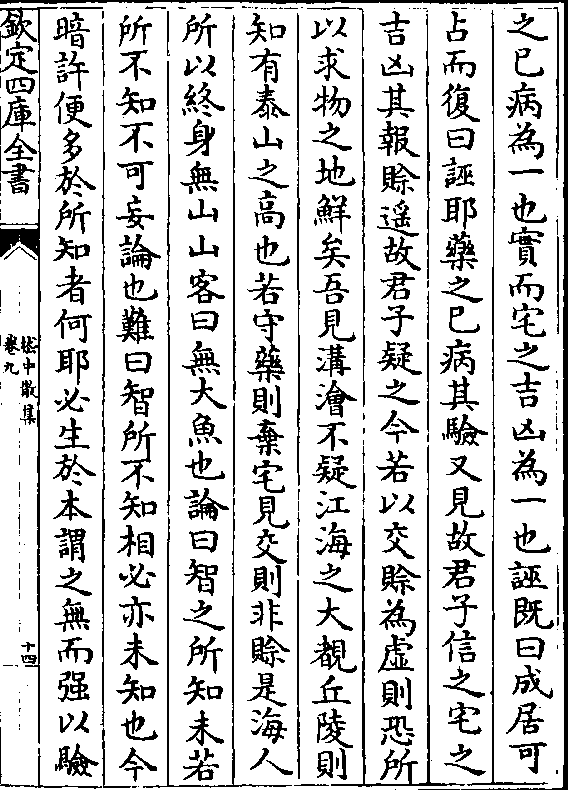 之已病為一也實而宅之吉凶為一也誣既曰成居可
占而復曰誣耶藥之已病其驗又見故君子信之宅之
吉凶其報賒遥故君子疑之今若以交賒為虛則恐所
以求物之地鮮矣吾見溝澮不疑江海之大覩丘陵則
知有泰山之高也若守藥則棄宅見交則非賒是海人
所以終身無山山客曰無大魚也論曰智之所知未若
所不知不可妄論也難曰智所不知相必亦未知也今
暗許便多於所知者何耶必生於本謂之無而强以驗
欽定四庫全書
嵇中散集
卷九
十四